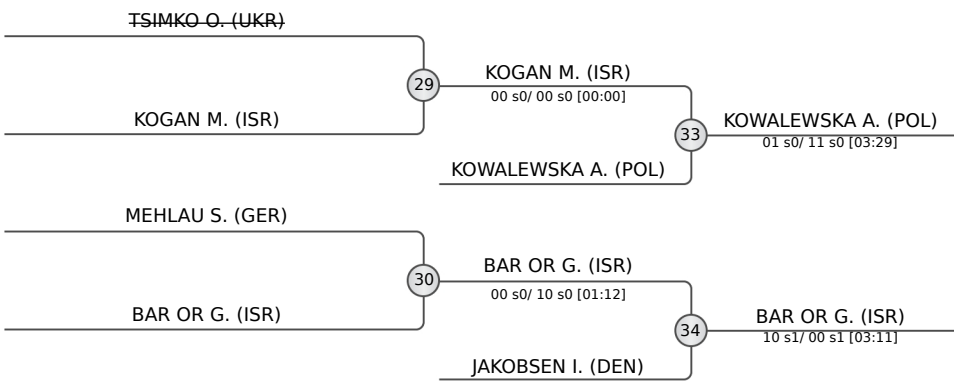 TSIMKO O. (UKR)
29
KOGAN M. (ISR)
00 s0/ 00 s0 [00:00]
KOGAN M. (ISR)
33
KOWALEWSKA A. (POL)
01 s0/ 11 s0 [03:29]
KOWALEWSKA A. (POL)
MEHLAU S. (GER)
30
BAR OR G. (ISR)
00 s0/ 10 s0 [01:12]
BAR OR G. (ISR)
34
BAR OR G. (ISR)
10 s1/ 00 s1 [03:11]
JAKOBSEN I. (DEN)